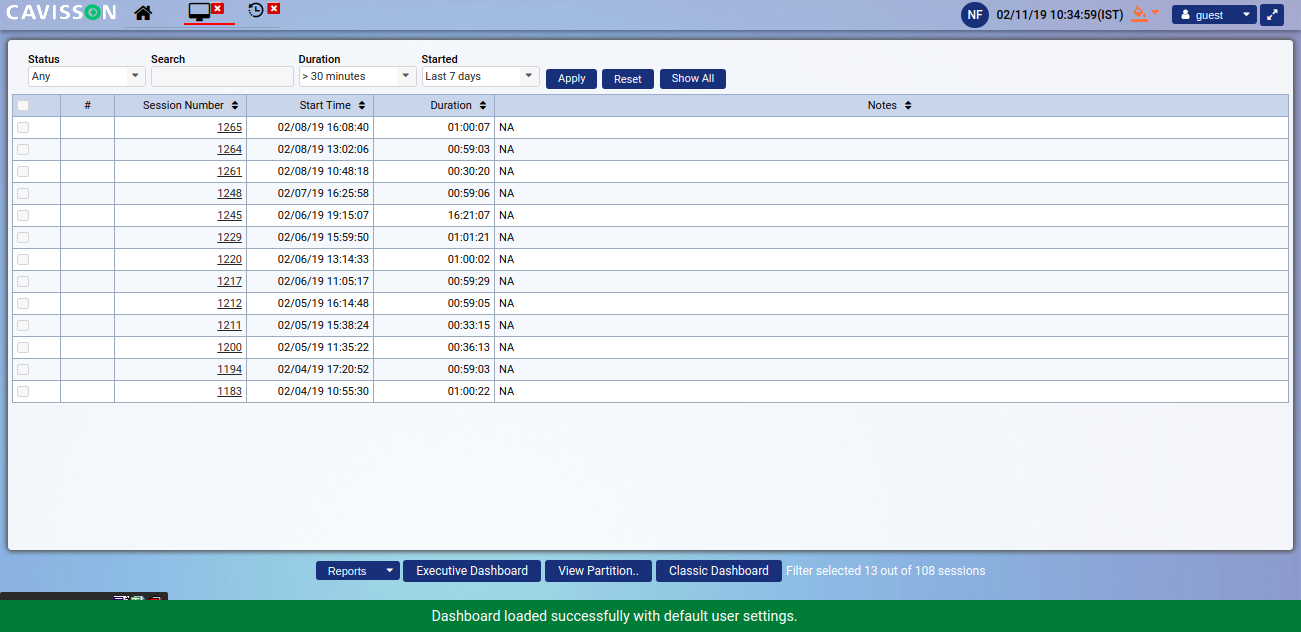 CAVISSON
NF 02/11/19 10:34:59(IST) guest
Status Search Duration Started
Any > 30 minutes Last 7 days Apply Reset Show All
# Session Number Start Time Duration Notes
1265 02/08/19 16:08:40 01:00:07 NA
1264 02/08/19 13:02:06 00:59:03 NA
1261 02/08/19 10:48:18 00:30:20 NA
1248 02/07/19 16:25:58 00:59:06 NA
1245 02/06/19 19:15:07 16:21:07 NA
1229 02/06/19 15:59:50 01:01:21 NA
1220 02/06/19 13:14:33 01:00:02 NA
1217 02/06/19 11:05:17 00:59:29 NA
1212 02/05/19 16:14:48 00:59:05 NA
1211 02/05/19 15:38:24 00:33:15 NA
1200 02/05/19 11:35:22 00:36:13 NA
1194 02/04/19 17:20:52 00:59:03 NA
1183 02/04/19 10:55:30 01:00:22 NA
Reports Executive Dashboard View Partition.. Classic Dashboard Filter selected 13 out of 108 sessions
Dashboard loaded successfully with default user settings.